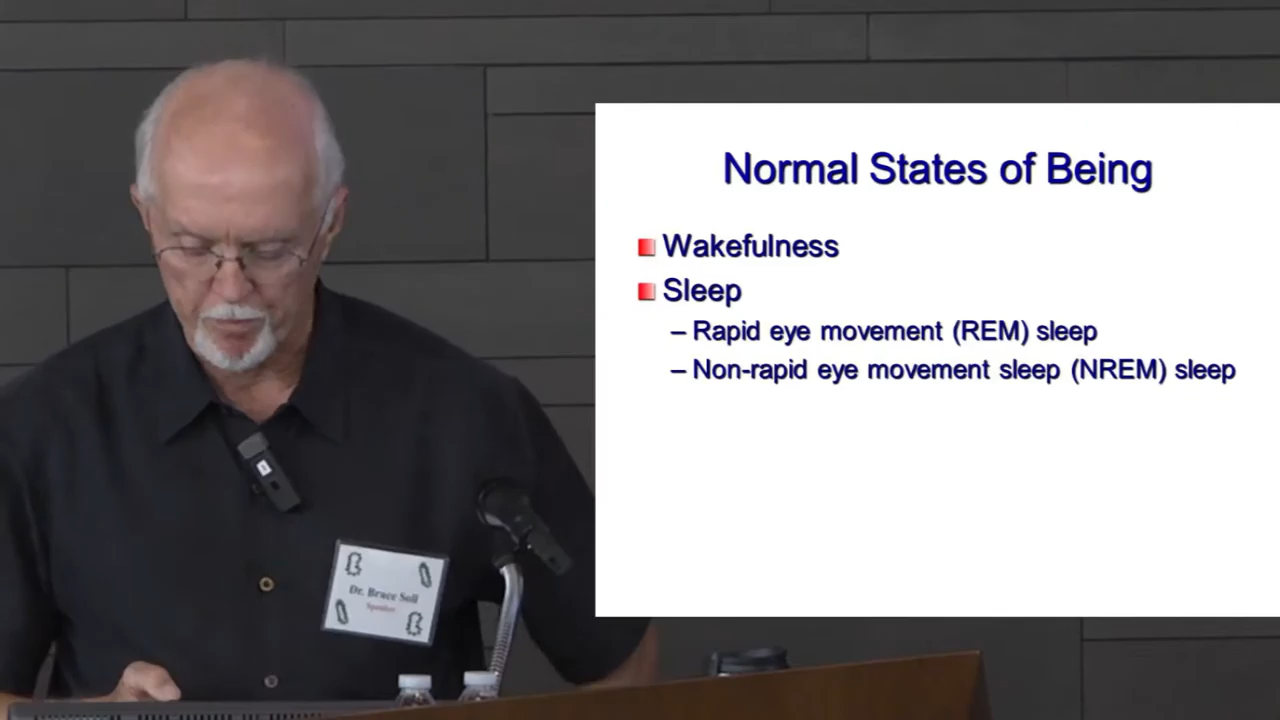 Normal States of Being
Wakefulness
Sleep
– Rapid eye movement (REM) sleep
– Non-rapid eye movement sleep (NREM) sleep
Dr. Bruce Soll
Speaker